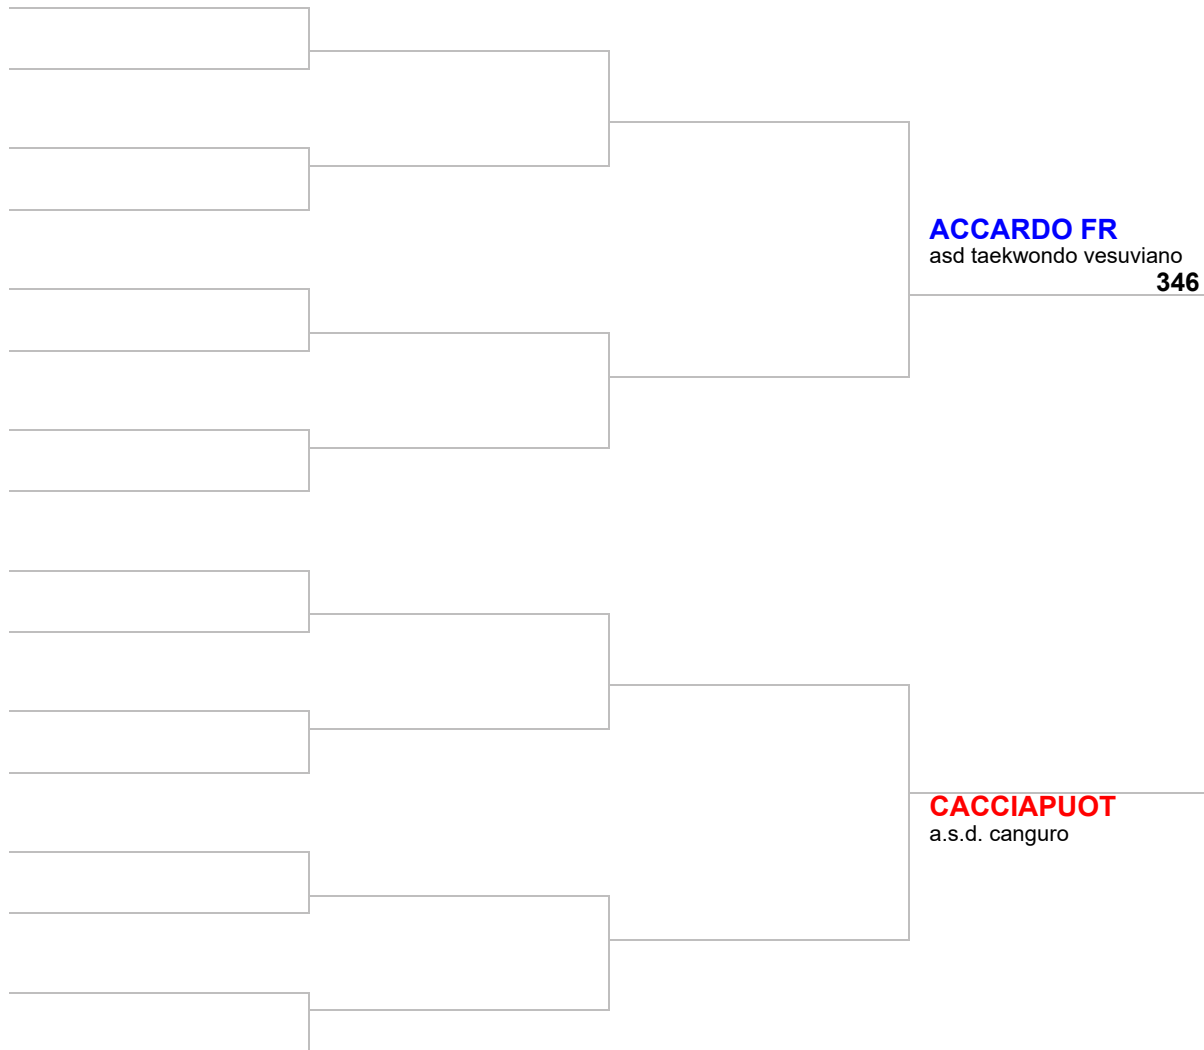 ACCARDO FR
asd taekwondo vesuviano
346
CACCIAPUOT
a.s.d. canguro